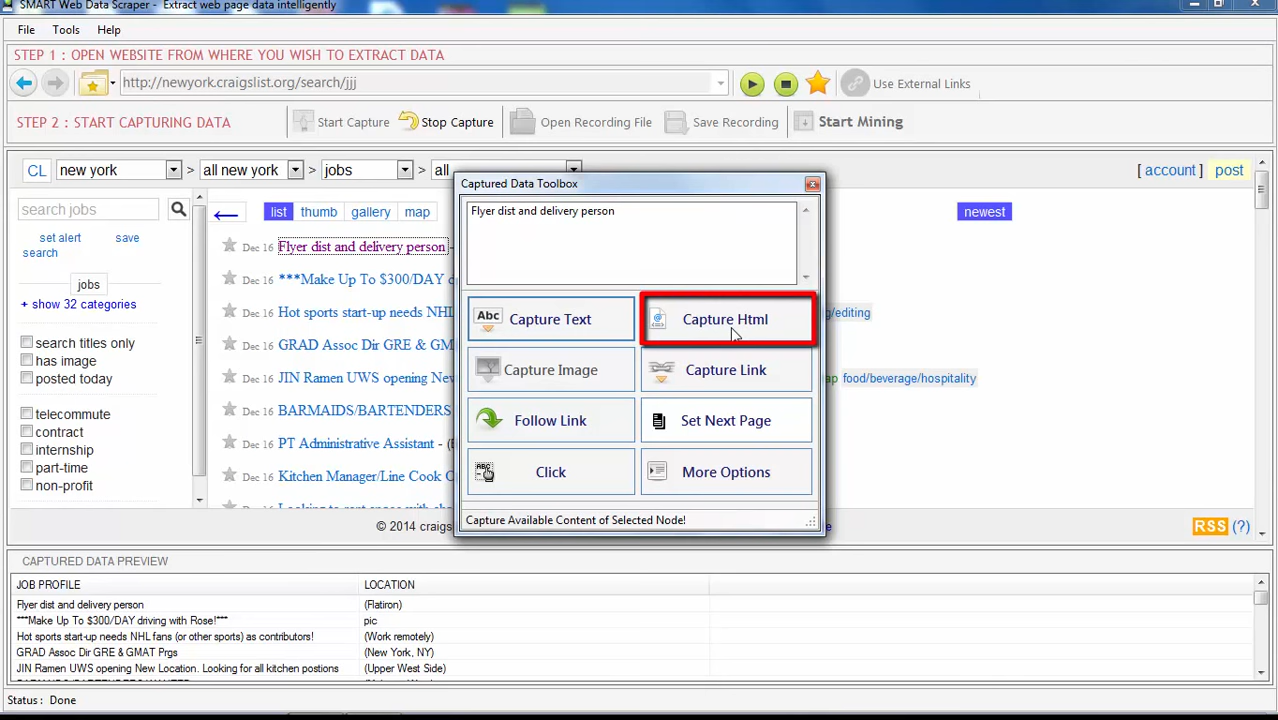 SMART Web Data Scraper - Extract web page data intelligently
File Tools Help
STEP 1 : OPEN WEBSITE FROM WHERE YOU WISH TO EXTRACT DATA
http://newyork.craigslist.org/search/jjj
Use External Links
STEP 2 : START CAPTURING DATA
Start Capture
Stop Capture
Open Recording File
Save Recording
Start Mining
CL new york > all new york > jobs > all
[ account ] post
search jobs
list thumb gallery map
newest
set alert save
search
jobs
+ show 32 categories
search titles only
has image
posted today
telecommute
contract
internship
part-time
non-profit
Dec 16 Flyer dist and delivery person -
Dec 16 ***Make Up To $300/DAY
Dec 16 Hot sports start-up needs NHL
g/editing
Dec 16 GRAD Assoc Dir GRE & GM
Dec 16 JIN Ramen UWS opening Ne
ap food/beverage/hospitality
Dec 16 BARMAIDS/BARTENDERS
Dec 16 PT Administrative Assistant - (
Dec 16 Kitchen Manager/Line Cook
© 2014 craigs
RSS (?)
Captured Data Toolbox
Flyer dist and delivery person
Abc Capture Text
Capture Html
Capture Image
Capture Link
Follow Link
Set Next Page
ABC Click
More Options
Capture Available Content of Selected Node!
CAPTURED DATA PREVIEW
JOB PROFILE LOCATION
Flyer dist and delivery person (Flatiron)
***Make Up To $300/DAY driving with Rose!*** pic
Hot sports start-up needs NHL fans (or other sports) as contributors! (Work remotely)
GRAD Assoc Dir GRE & GMAT Prgs (New York, NY)
JIN Ramen UWS opening New Location. Looking for all kitchen postions (Upper West Side)
Status : Done